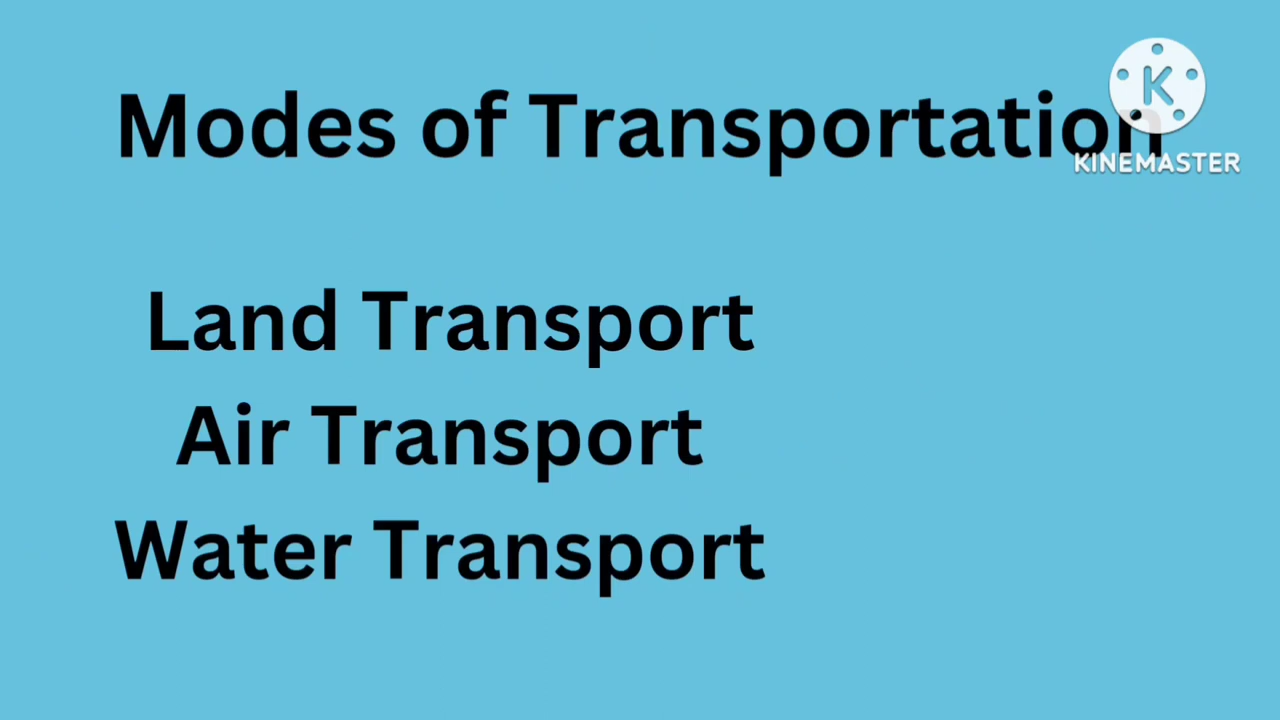 Modes of Transportation
KINEMASTER
Land Transport
Air Transport
Water Transport